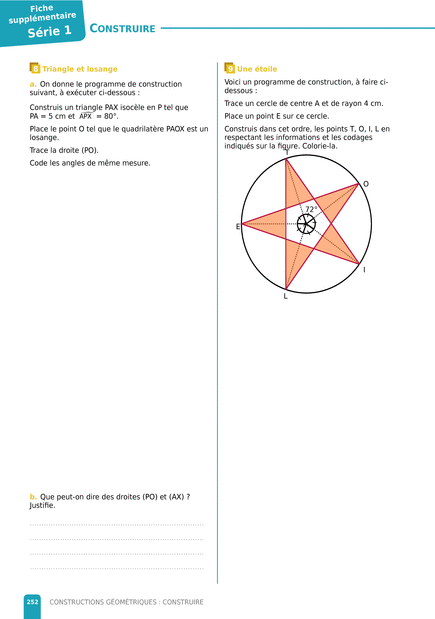 Fiche
supplémentaire
Série 1
CONSTRUIRE
8 Triangle et losange
a. On donne le programme de construction
suivant, à exécuter ci-dessous :
Construis un triangle PAX isocèle en P tel que
PA = 5 cm et APX = 80°.
Place le point O tel que le quadrilatère PAOX est un
losange.
Trace la droite (PO).
Code les angles de même mesure.
b. Que peut-on dire des droites (PO) et (AX) ?
Justifie.
9 Une étoile
Voici un programme de construction, à faire ci-
dessous :
Trace un cercle de centre A et de rayon 4 cm.
Place un point E sur ce cercle.
Construis dans cet ordre, les points T, O, I, L en
respectant les informations et les codages
indiqués sur la figure. Colorie-la.
T
O
72°
E
I
L
252 CONSTRUCTIONS GÉOMÉTRIQUES : CONSTRUIRE